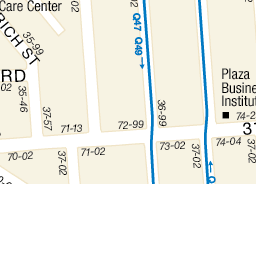 Care Center
RICH ST
35-99
RD
35-46
37-57
71-13
70-02
37-02
71-02
Q47 Q49
72-99
36-99
73-02
37-02
Plaza
Busine
Institut
74-2
37
74-04
37-02
Q